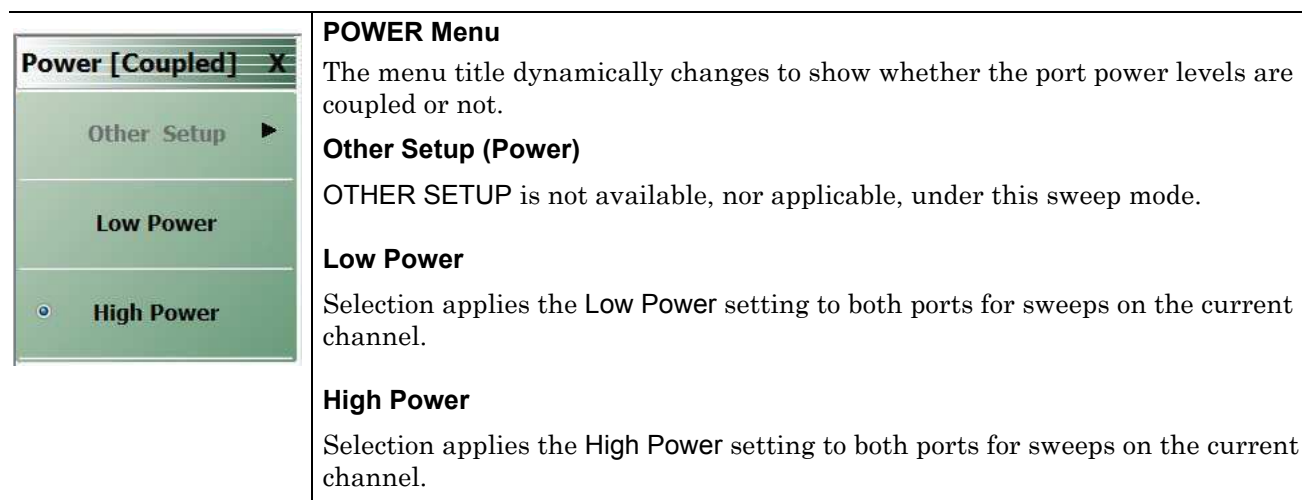 Power [Coupled] X
Other Setup
Low Power
High Power
POWER Menu
The menu title dynamically changes to show whether the port power levels are
coupled or not.
Other Setup (Power)
OTHER SETUP is not available, nor applicable, under this sweep mode.
Low Power
Selection applies the Low Power setting to both ports for sweeps on the current
channel.
High Power
Selection applies the High Power setting to both ports for sweeps on the current
channel.